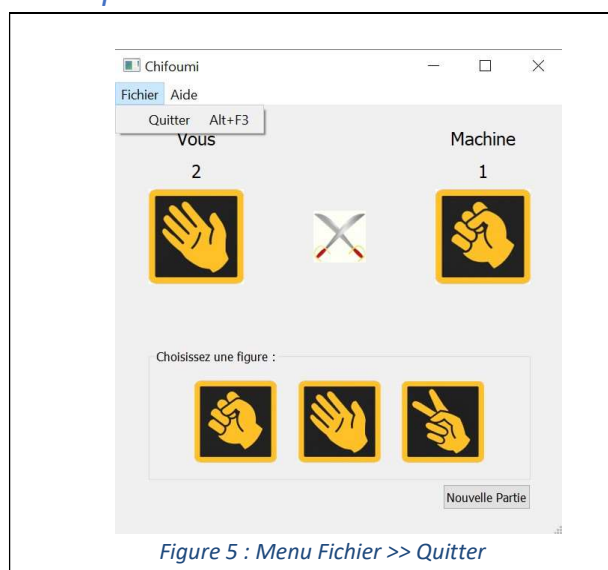 Chifoumi
Fichier Aide
Quitter Alt+F3
Vous Machine
2 1
Choisissez une figure :
Nouvelle Partie
Figure 5 : Menu Fichier >> Quitter